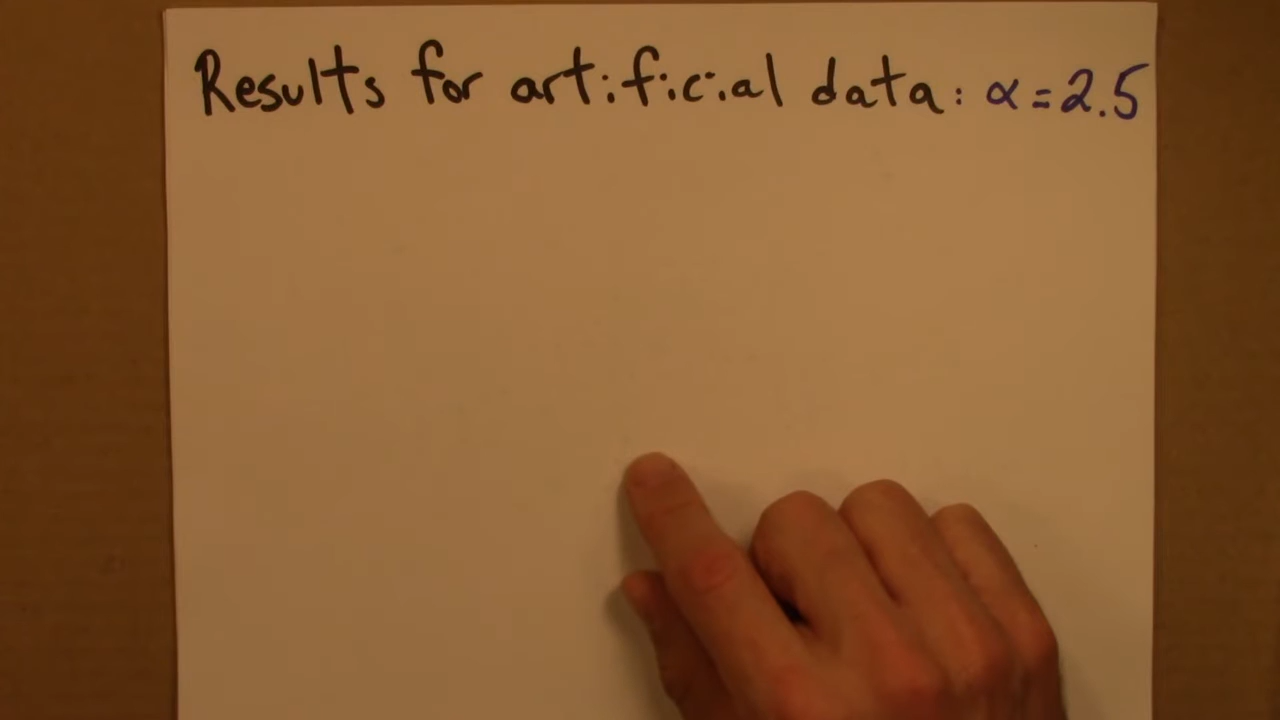 Results for artificial data: α = 2.5